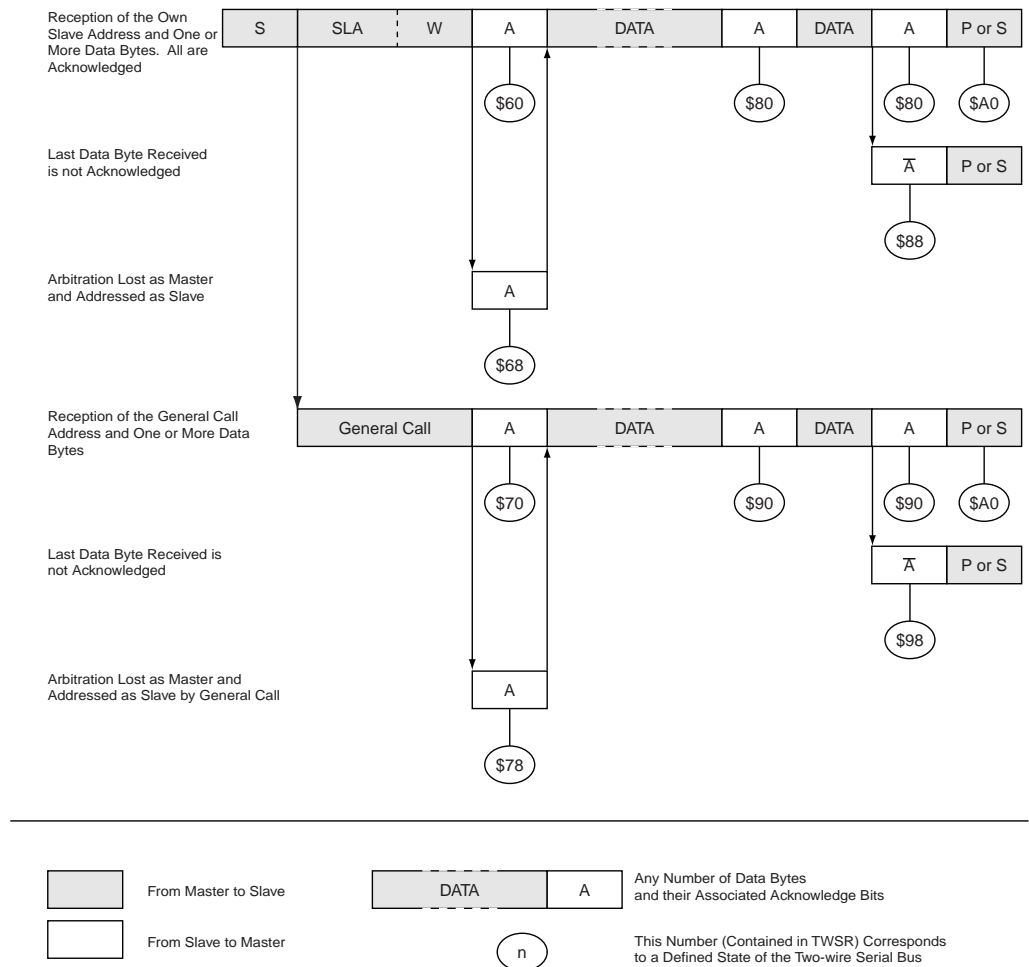 Reception of the Own
Slave Address and One or
More Data Bytes. All are
Acknowledged
S SLA W A DATA A DATA A P or S
$60 $80 $80 $A0
Last Data Byte Received
is not Acknowledged
A̅ P or S
$88
Arbitration Lost as Master
and Addressed as Slave
A
$68
Reception of the General Call
Address and One or More Data
Bytes
General Call A DATA A DATA A P or S
$70 $90 $90 $A0
Last Data Byte Received is
not Acknowledged
A̅ P or S
$98
Arbitration Lost as Master and
Addressed as Slave by General Call
A
$78
From Master to Slave
DATA A
Any Number of Data Bytes
and their Associated Acknowledge Bits
From Slave to Master
n
This Number (Contained in TWSR) Corresponds
to a Defined State of the Two-wire Serial Bus